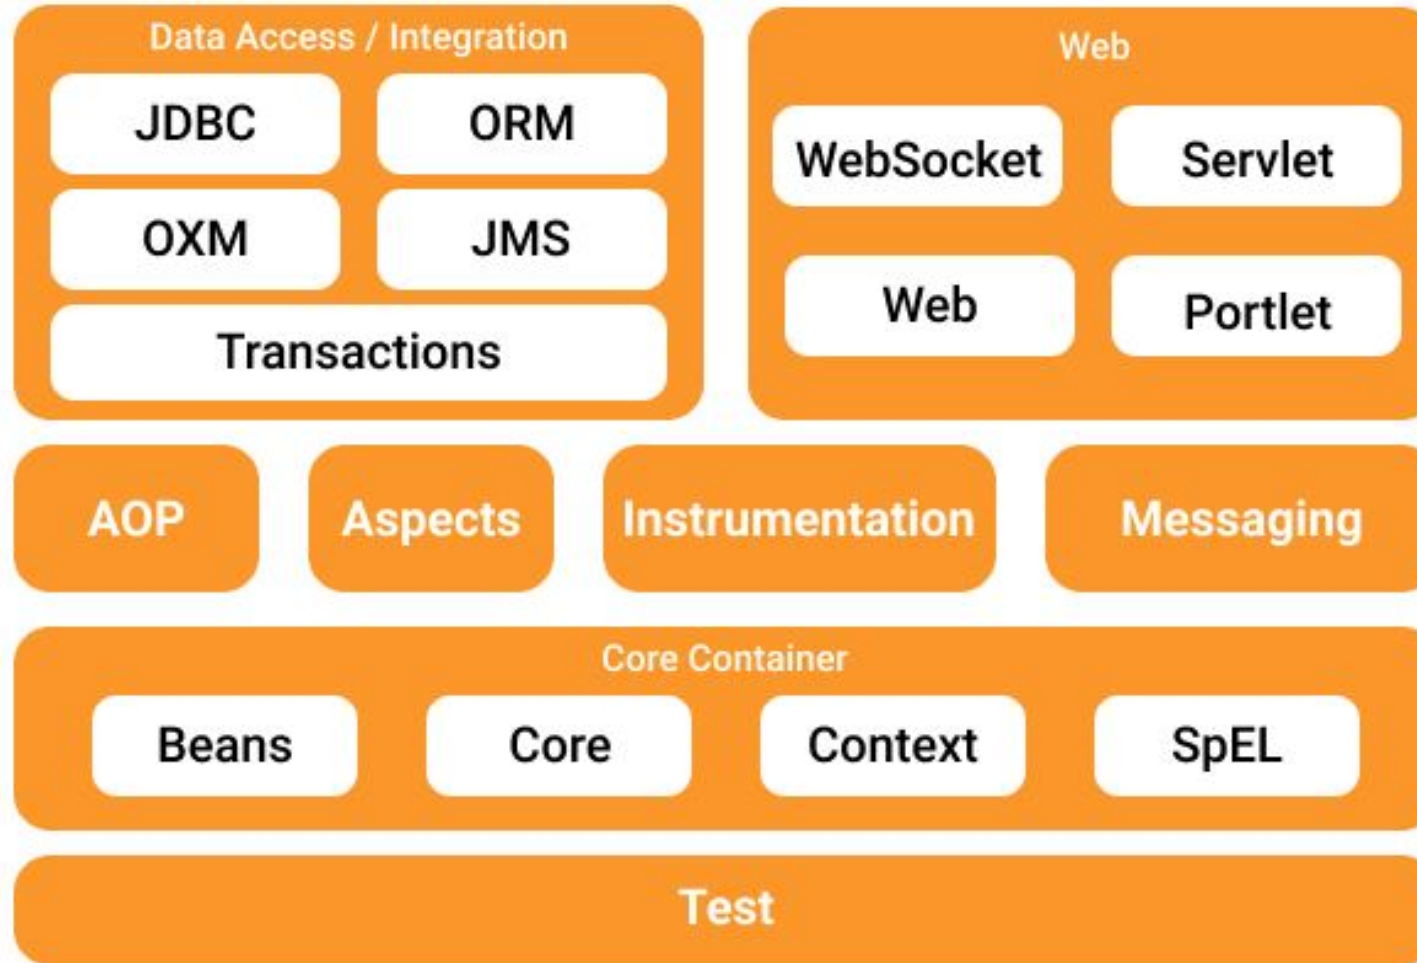 Data Access / Integration
JDBC
ORM
OXM
JMS
Transactions
Web
WebSocket
Servlet
Web
Portlet
AOP
Aspects
Instrumentation
Messaging
Core Container
Beans
Core
Context
SpEL
Test